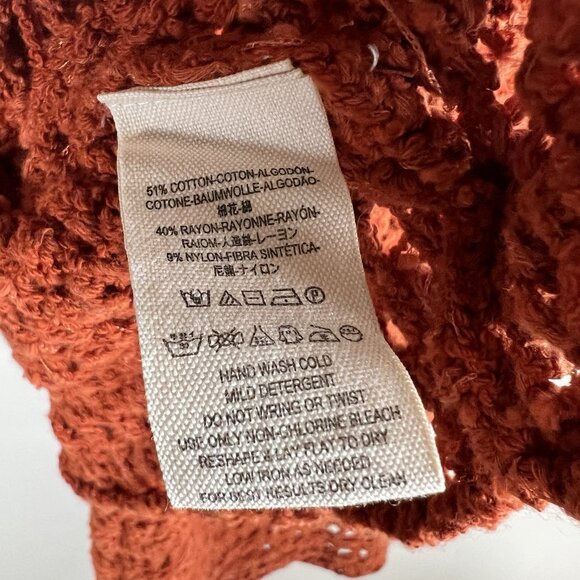 51% COTTON-COTON-ALGODÓN-
COTONE-BAUMWOLLE-ALGODÃO-
棉花-綿
40% RAYON-RAYONNE-RAYÓN-
RAIOM-人造絲-レーヨン
9% NYLON-FIBRA SINTÉTICA-
尼龍-ナイロン
HAND WASH COLD
MILD DETERGENT
DO NOT WRING OR TWIST
USE ONLY NON-CHLORINE BLEACH
RESHAPE & LAY FLAT TO DRY
LOW IRON AS NEEDED
FOR BEST RESULTS DRY CLEAN